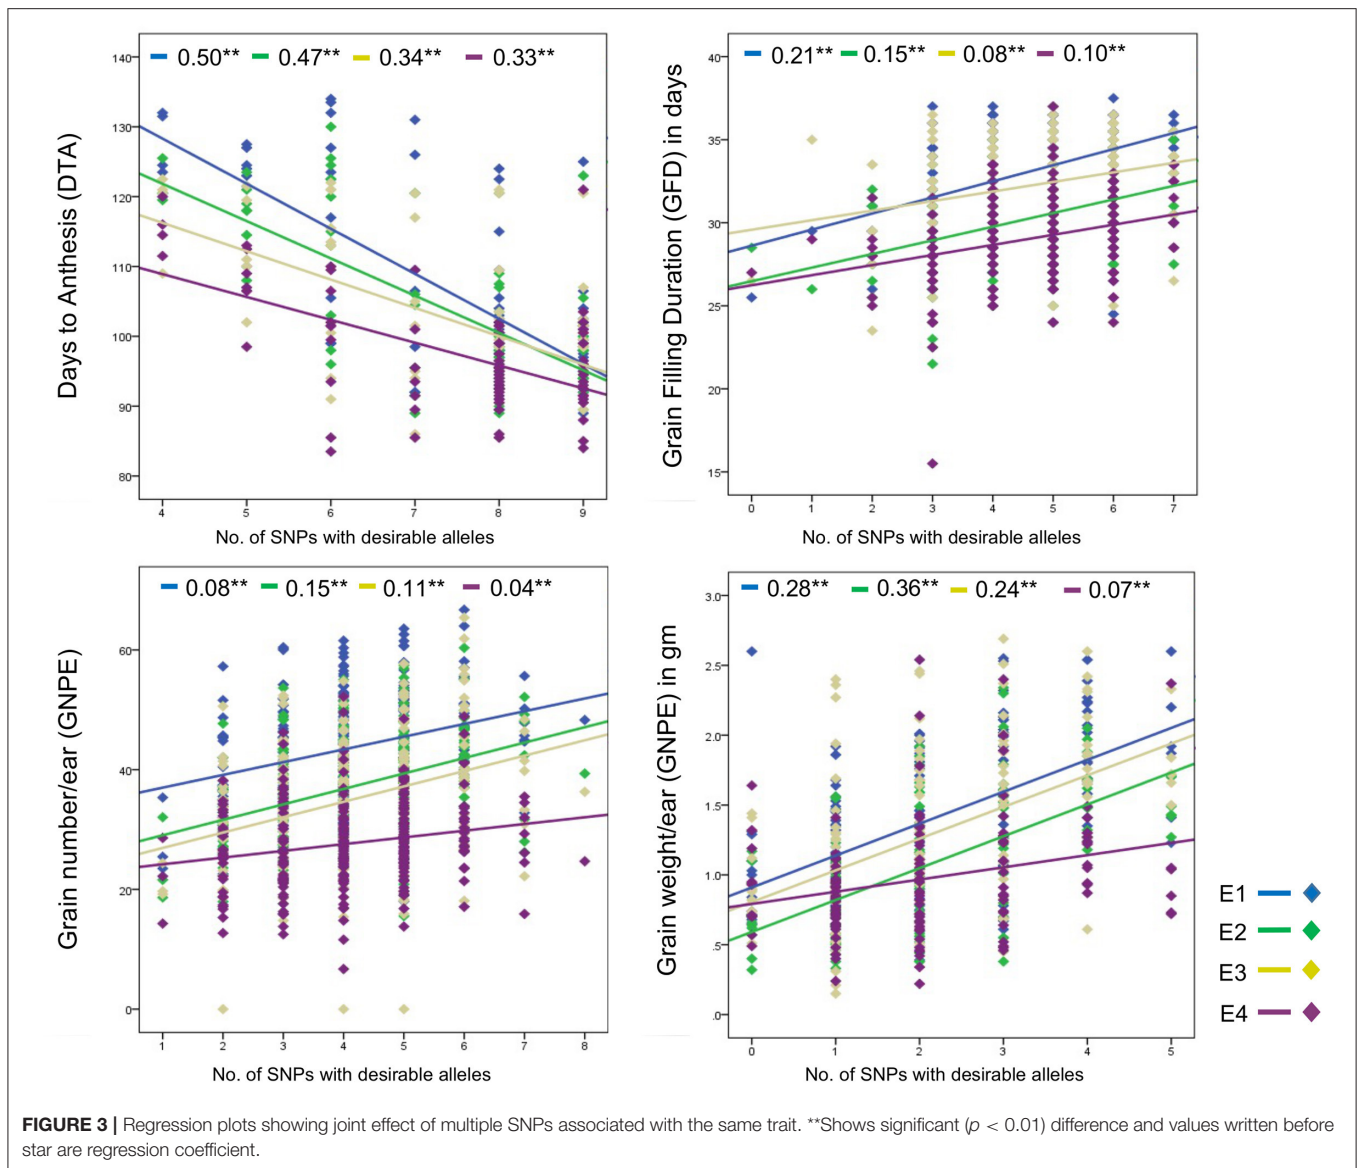 0.50** 0.47** 0.34** 0.33**
Days to Anthesis (DTA)
140
130
120
110
100
90
80
4 5 6 7 8 9
No. of SNPs with desirable alleles
0.21** 0.15** 0.08** 0.10**
Grain Filling Duration (GFD) in days
40
35
30
25
20
15
0 1 2 3 4 5 6 7
No. of SNPs with desirable alleles
0.08** 0.15** 0.11** 0.04**
Grain number/ear (GNPE)
60
40
20
0
1 2 3 4 5 6 7 8
No. of SNPs with desirable alleles
0.28** 0.36** 0.24** 0.07**
Grain weight/ear (GNPE) in gm
3.0
2.5
2.0
1.5
1.0
.5
.0
0 1 2 3 4 5
No. of SNPs with desirable alleles
E1
E2
E3
E4
FIGURE 3 | Regression plots showing joint effect of multiple SNPs associated with the same trait. **Shows significant (p < 0.01) difference and values written before
star are regression coefficient.